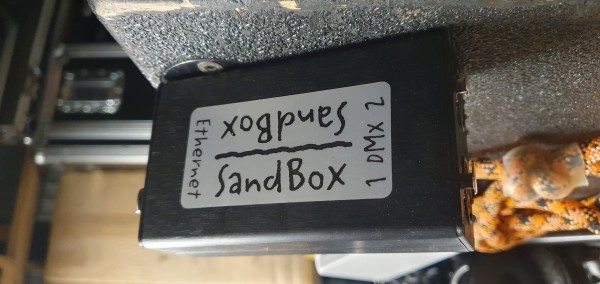 Ethernet
SandBox
SandBox
1 DMX 2